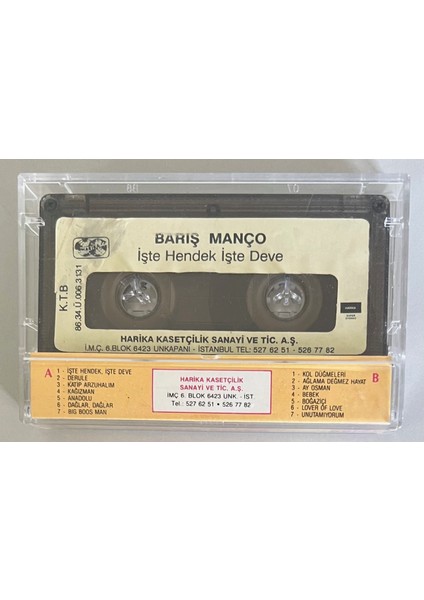 BARIŞ MANÇO
İşte Hendek İşte Deve
K.T.B
86.34.Ü.006.3131
HARİKA KASETÇİLİK SANAYİ VE TİC. A.Ş.
İ.M.Ç. 6.BLOK 6423 UNKAPANI - İSTANBUL TEL: 527 62 51 : 526 77 82
A
1 - İŞTE HENDEK, İŞTE DEVE
2 - DERULE
3 - KATİP ARZUHALIM
4 - KAĞIZMAN
5 - ANADOLU
6 - DAĞLAR, DAĞLAR
7 - BIG BOOS MAN
HARİKA KASETÇİLİK
SANAYİ VE TİC. A.Ş.
İMÇ 6. BLOK 6423 UNK. - İST.
Tel.: 527 62 51 • 526 77 82
B
1 - KOL DÜĞMELERİ
2 - AĞLAMA DEĞMEZ HAYAT
3 - AY OSMAN
4 - BEBEK
5 - BOĞAZİÇİ
6 - LOVER OF LOVE
7 - UNUTAMIYORUM